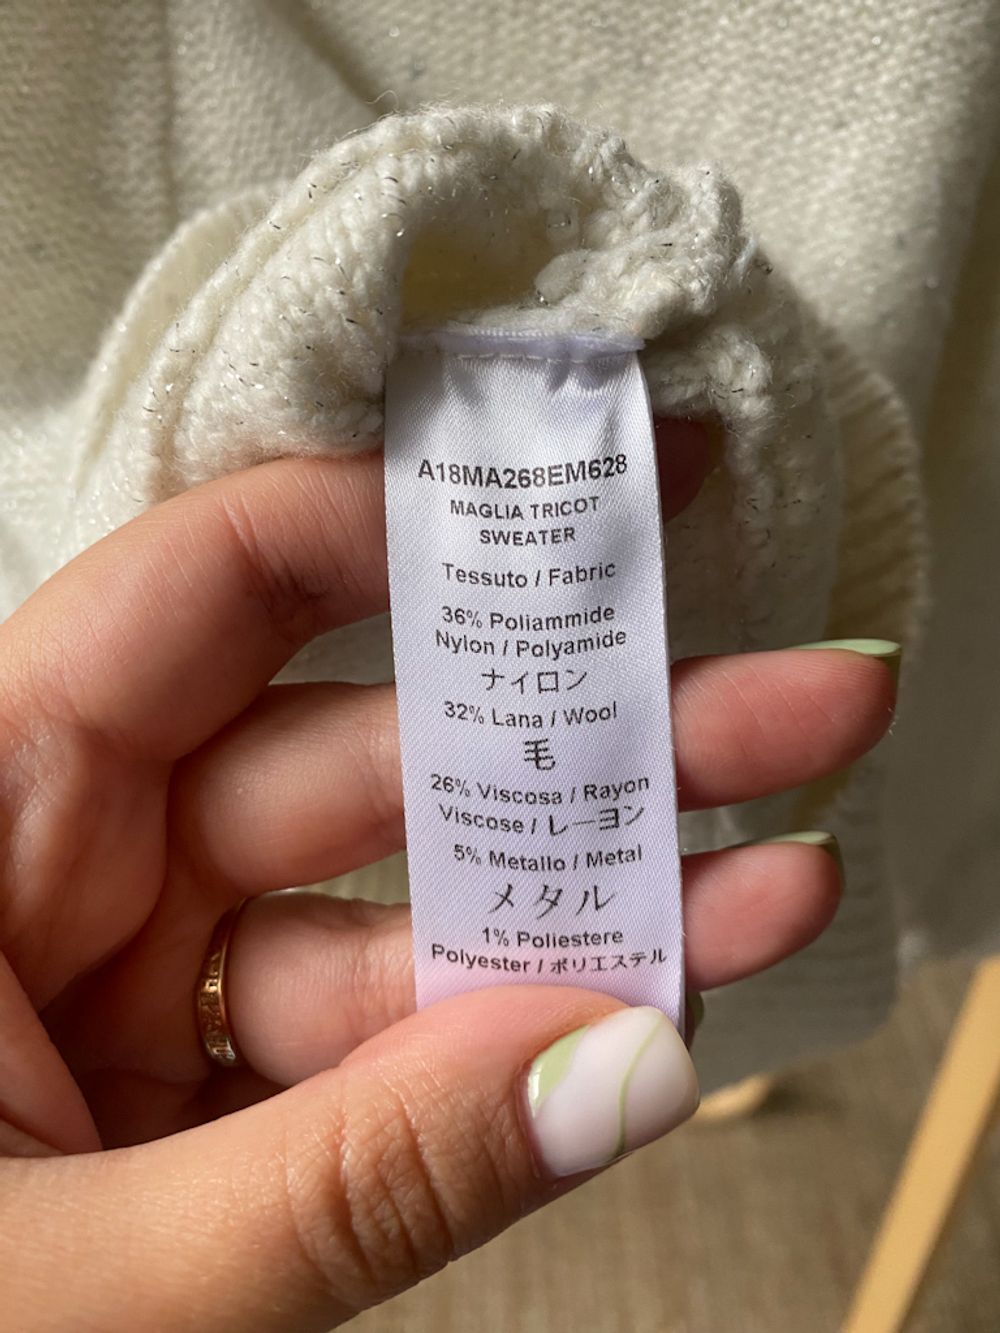 A18MA268EM628
MAGLIA TRICOT
SWEATER
Tessuto / Fabric
36% Poliammide
Nylon / Polyamide
ナイロン
32% Lana / Wool
毛
26% Viscosa / Rayon
Viscose / レーヨン
5% Metallo / Metal
メタル
1% Poliestere
Polyester / ポリエステル